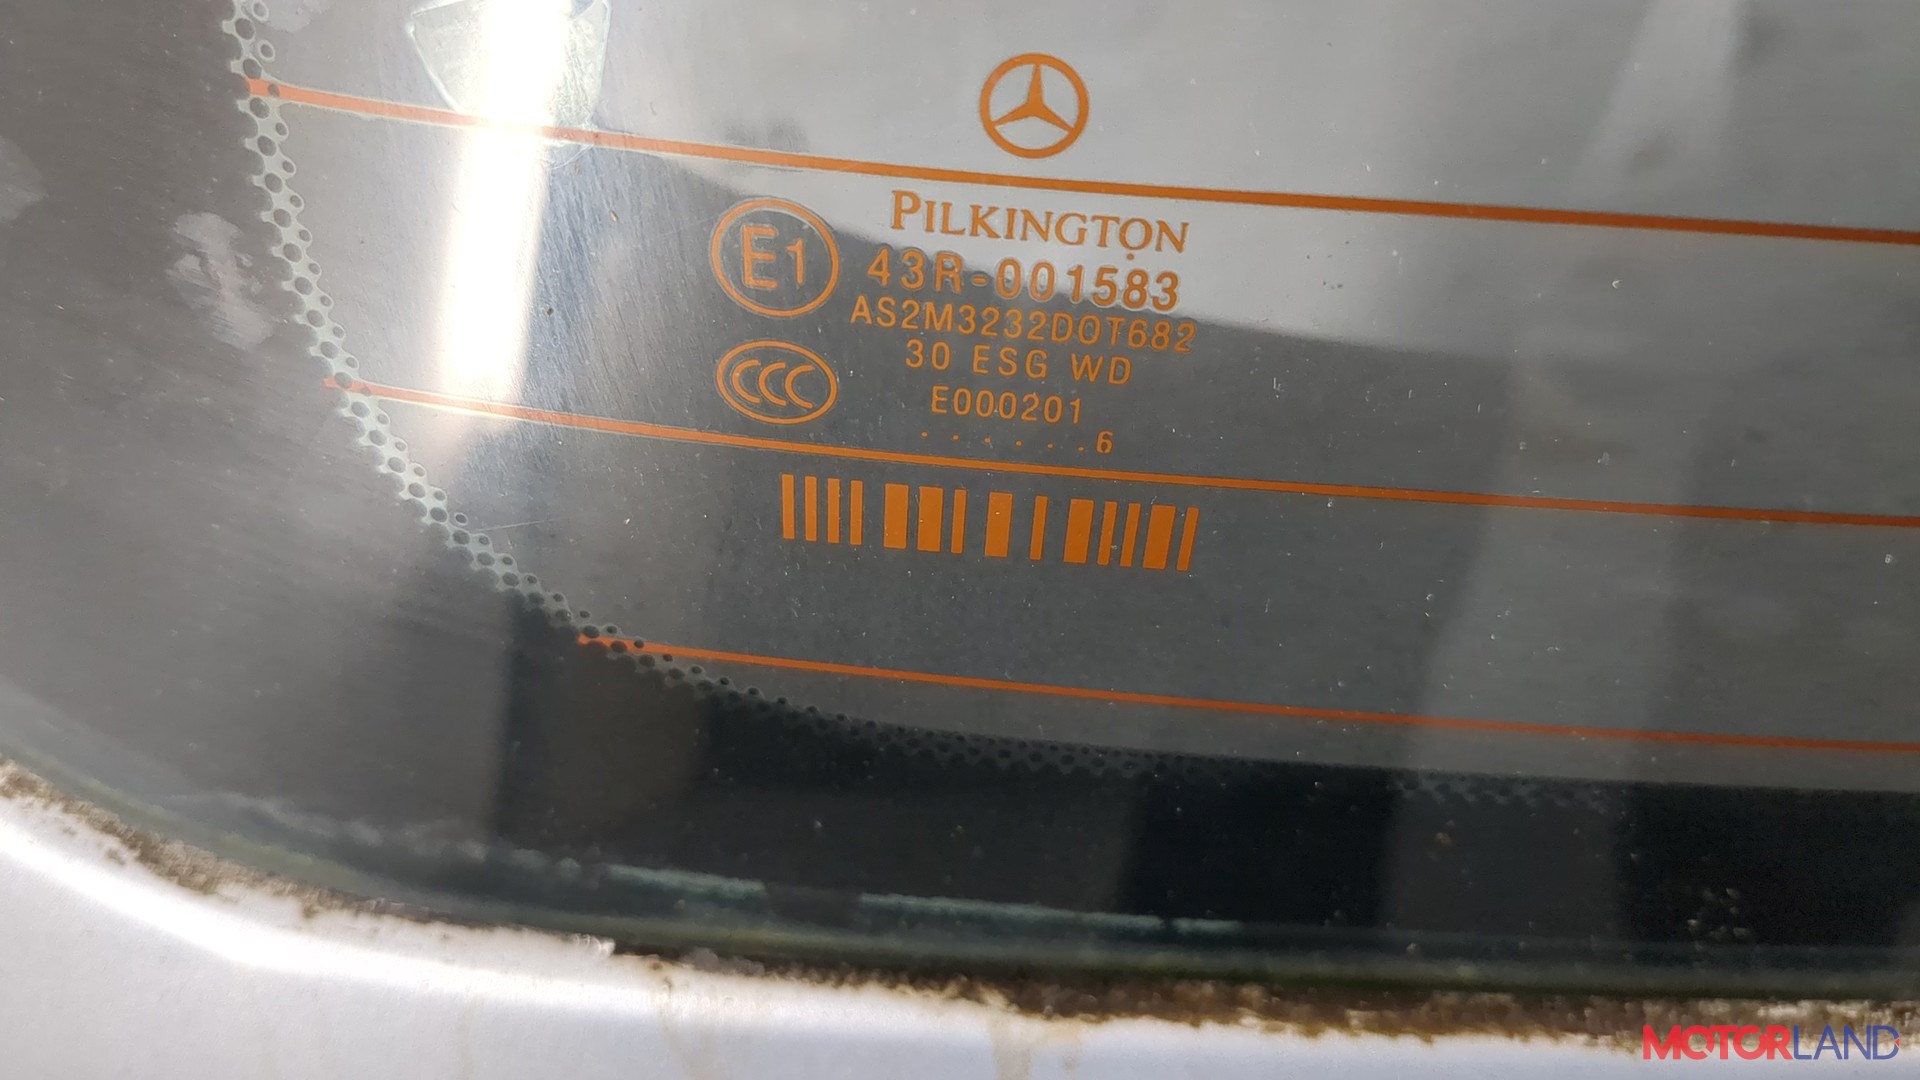 PILKINGTON
E1
43R-001583
AS2M3232DOT682
30 ESG WD
CCC
E000201
. . . . . . 6
MOTORLAND